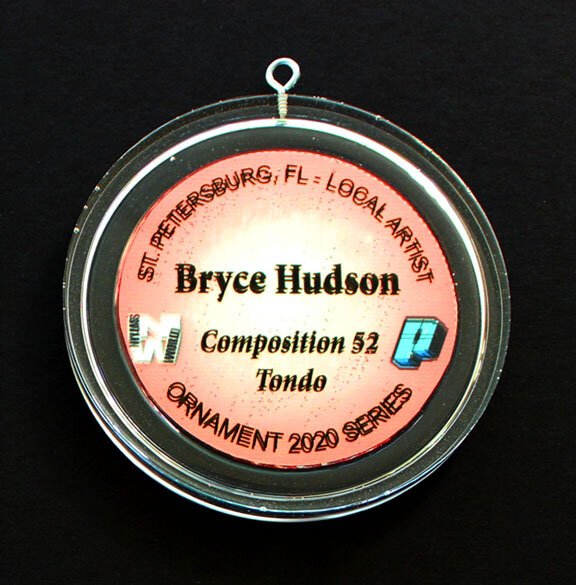 ST. PETERSBURG, FL - LOCAL ARTIST
Bryce Hudson
Composition 52
Tondo
ORNAMENT 2020 SERIES